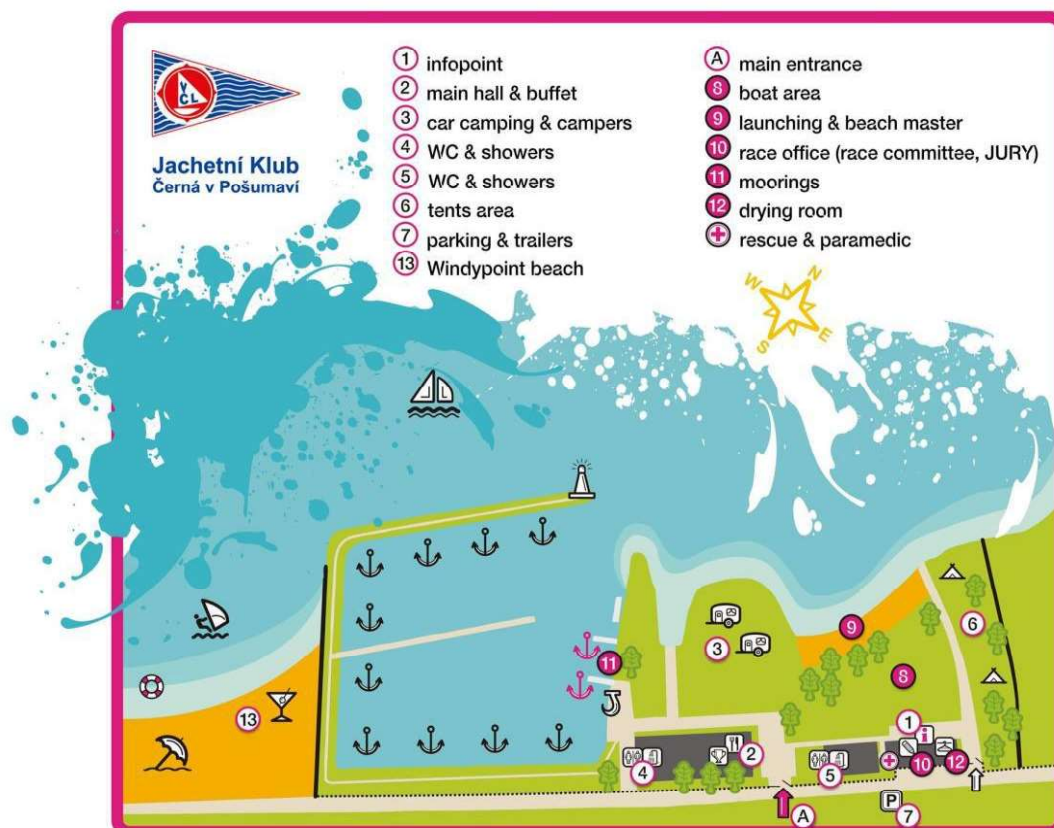 YCL
Jachetní Klub
Černá v Pošumaví
1 infopoint
2 main hall & buffet
3 car camping & campers
4 WC & showers
5 WC & showers
6 tents area
7 parking & trailers
13 Windypoint beach
A main entrance
8 boat area
9 launching & beach master
10 race office (race committee, JURY)
11 moorings
12 drying room
rescue & paramedic
N
W
E
S
3
9
6
11
8
13
1
i
2
4
5
10
12
A
P
7